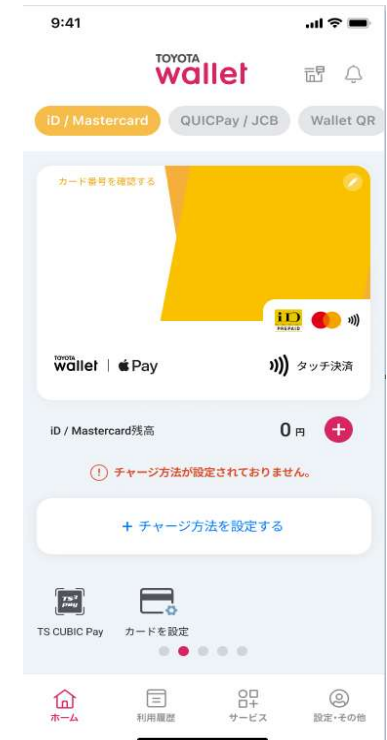 9:41
TOYOTA
wallet
iD / Mastercard
QUICPay / JCB
Wallet QR
カード番号を確認する
iD
PREPAID
TOYOTA
wallet
Pay
タッチ決済
iD / Mastercard残高
0 円
チャージ方法が設定されておりません。
+ チャージ方法を設定する
TS³
pay
TS CUBIC Pay
カードを設定
ホーム
利用履歴
サービス
設定・その他